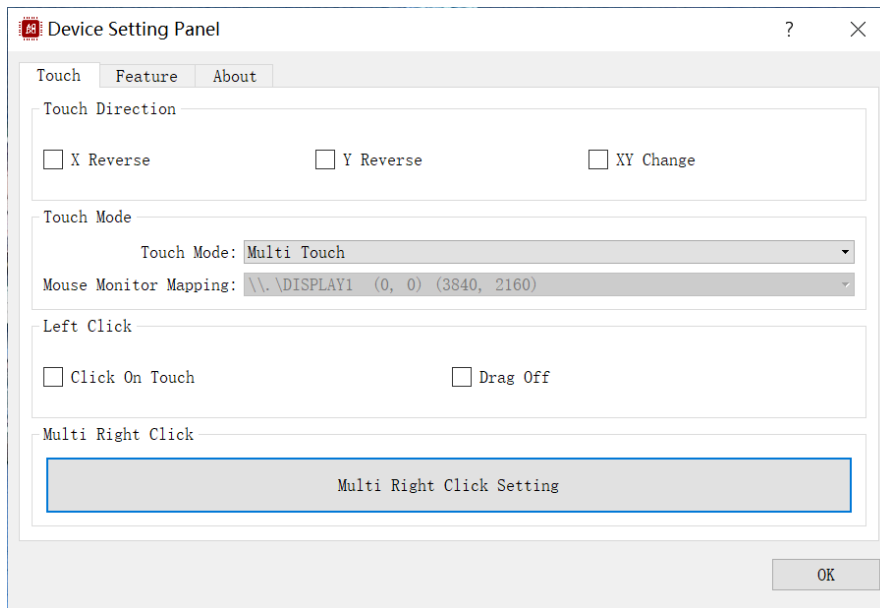 Device Setting Panel ?
Touch Feature About
Touch Direction
X Reverse Y Reverse XY Change
Touch Mode
Touch Mode: Multi Touch
Mouse Monitor Mapping: \\.\DISPLAY1 (0, 0) (3840, 2160)
Left Click
Click On Touch Drag Off
Multi Right Click
Multi Right Click Setting
OK